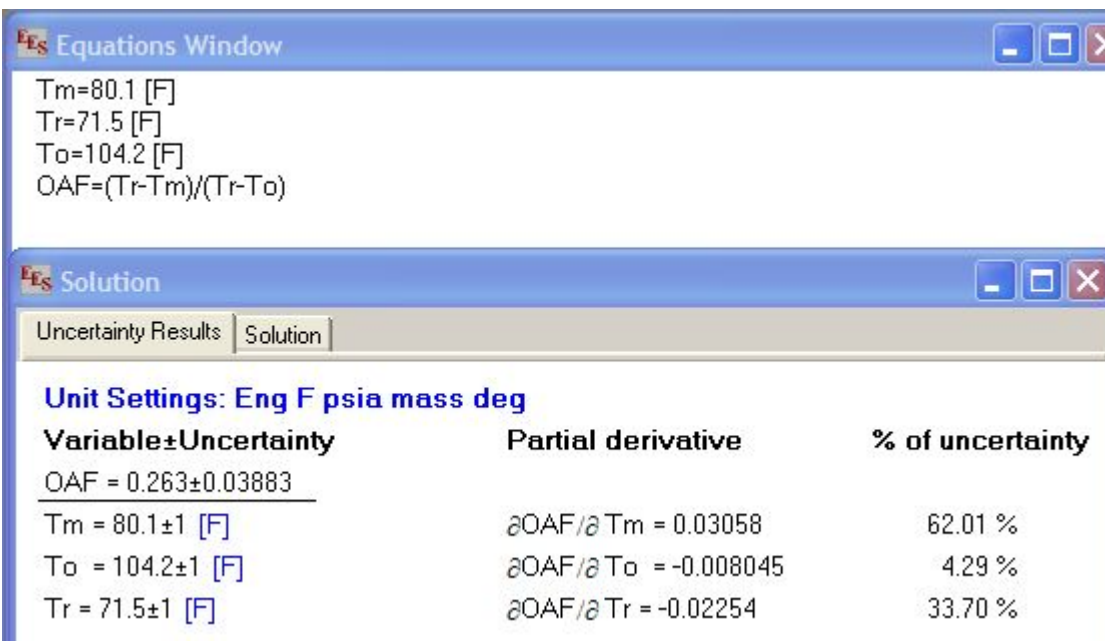 EES Equations Window
Tm=80.1 [F]
Tr=71.5 [F]
To=104.2 [F]
OAF=(Tr-Tm)/(Tr-To)
EES Solution
Uncertainty Results Solution
Unit Settings: Eng F psia mass deg
Variable±Uncertainty Partial derivative % of uncertainty
OAF = 0.263±0.03883
Tm = 80.1±1 [F] ∂OAF/∂Tm = 0.03058 62.01 %
To = 104.2±1 [F] ∂OAF/∂To = -0.008045 4.29 %
Tr = 71.5±1 [F] ∂OAF/∂Tr = -0.02254 33.70 %